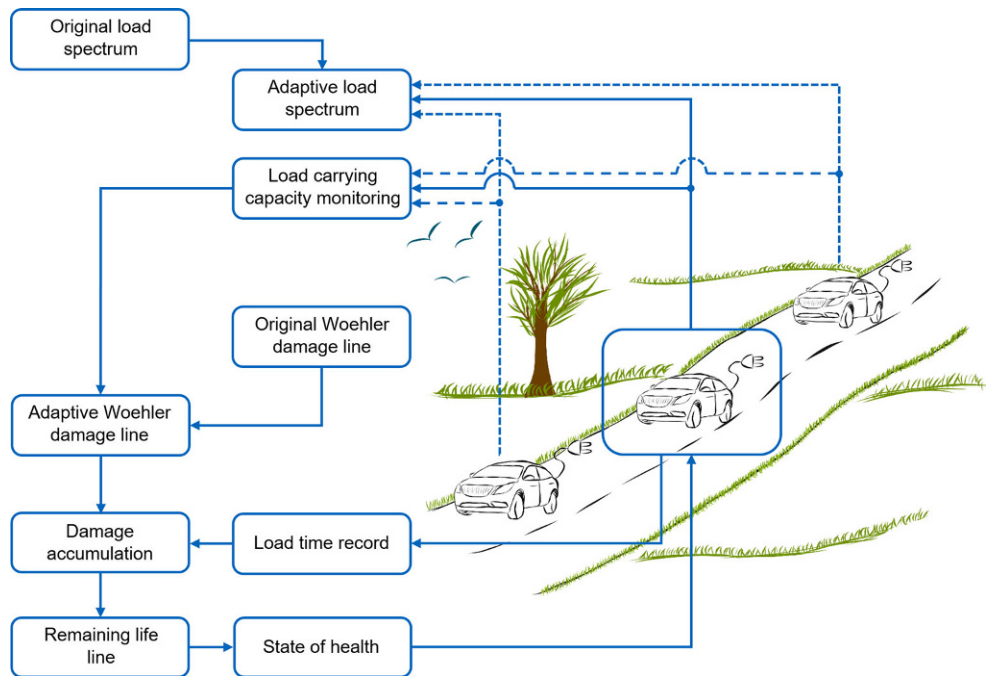 Original load
spectrum
Adaptive load
spectrum
Load carrying
capacity monitoring
Original Woehler
damage line
Adaptive Woehler
damage line
Damage
accumulation
Load time record
Remaining life
line
State of health